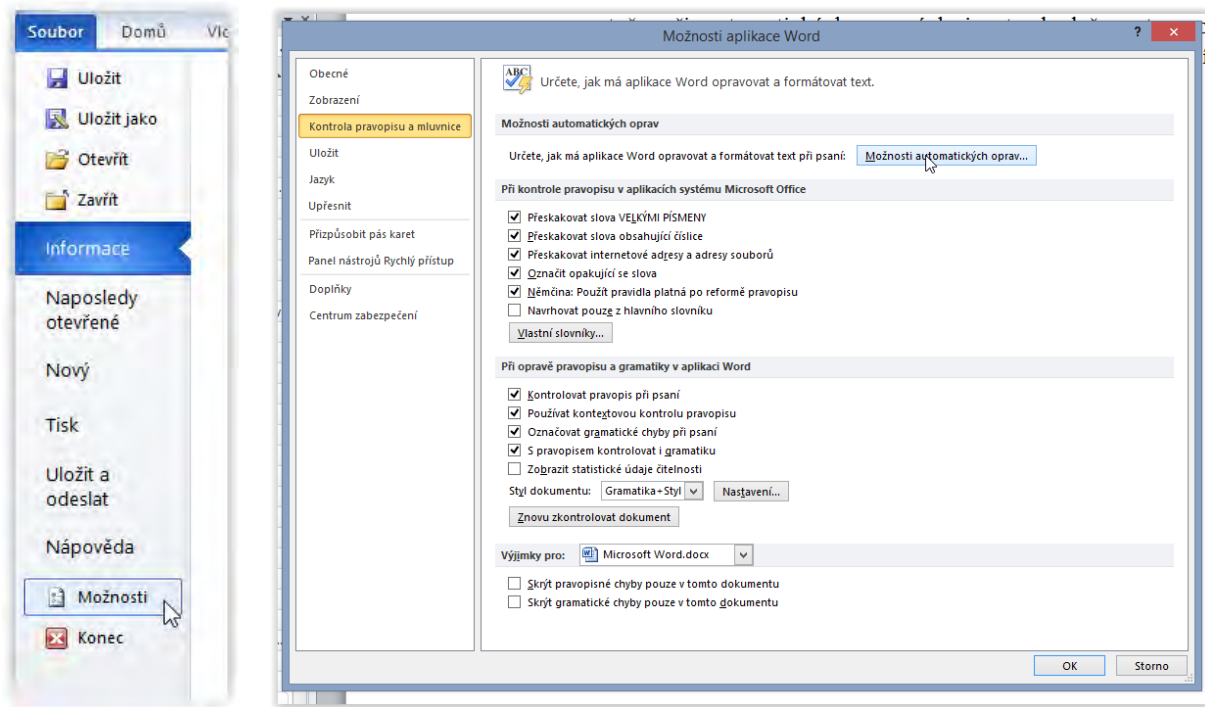 Soubor Domů
Uložit
Uložit jako
Otevřít
Zavřít
Informace
Naposledy
otevřené
Nový
Tisk
Uložit a
odeslat
Nápověda
Možnosti
Konec
Možnosti aplikace Word
Obecné
Zobrazení
Kontrola pravopisu a mluvnice
Uložit
Jazyk
Upřesnit
Přizpůsobit pás karet
Panel nástrojů Rychlý přístup
Doplňky
Centrum zabezpečení
ABC
Určete, jak má aplikace Word opravovat a formátovat text.
Možnosti automatických oprav
Určete, jak má aplikace Word opravovat a formátovat text při psaní: Možnosti automatických oprav...
Při kontrole pravopisu v aplikacích systému Microsoft Office
Přeskakovat slova VELKÝMI PÍSMENY
Přeskakovat slova obsahující číslice
Přeskakovat internetové adresy a adresy souborů
Označit opakující se slova
Němčina: Použít pravidla platná po reformě pravopisu
Navrhovat pouze z hlavního slovníku
Vlastní slovníky...
Při opravě pravopisu a gramatiky v aplikaci Word
Kontrolovat pravopis při psaní
Používat kontextovou kontrolu pravopisu
Označovat gramatické chyby při psaní
S pravopisem kontrolovat i gramatiku
Zobrazit statistické údaje čitelnosti
Styl dokumentu: Gramatika+Styl Nastavení...
Znovu zkontrolovat dokument
Výjimky pro: Microsoft Word.docx
Skrýt pravopisné chyby pouze v tomto dokumentu
Skrýt gramatické chyby pouze v tomto dokumentu
OK Storno